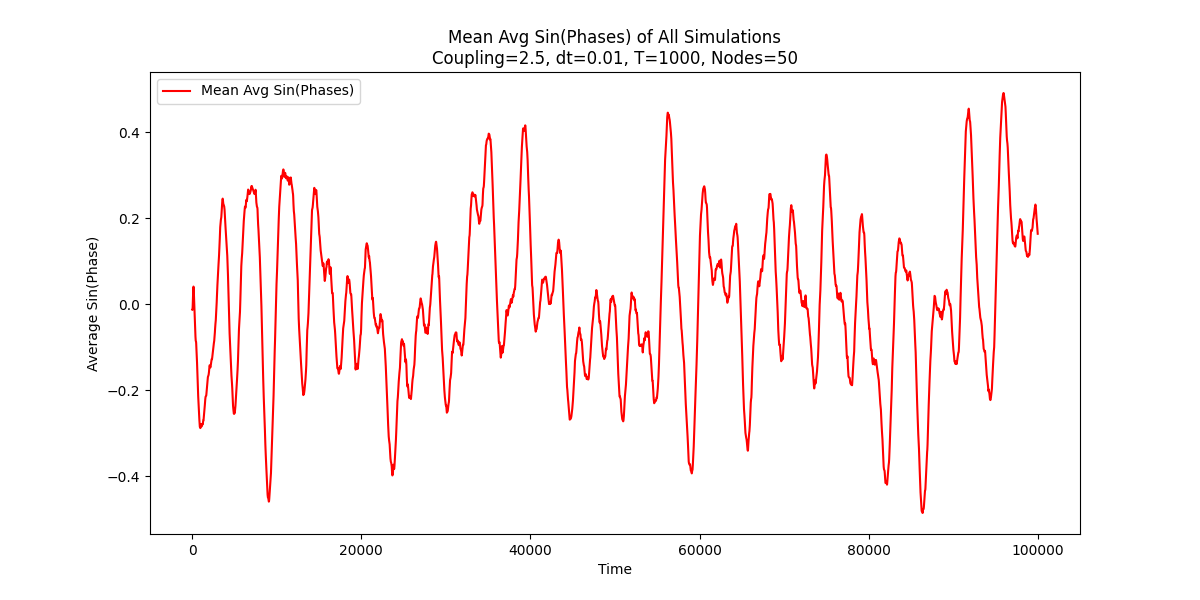 Mean Avg Sin(Phases) of All Simulations
Coupling=2.5, dt=0.01, T=1000, Nodes=50
Mean Avg Sin(Phases)
Average Sin(Phase)
0.4
0.2
0.0
−0.2
−0.4
0 20000 40000 60000 80000 100000
Time